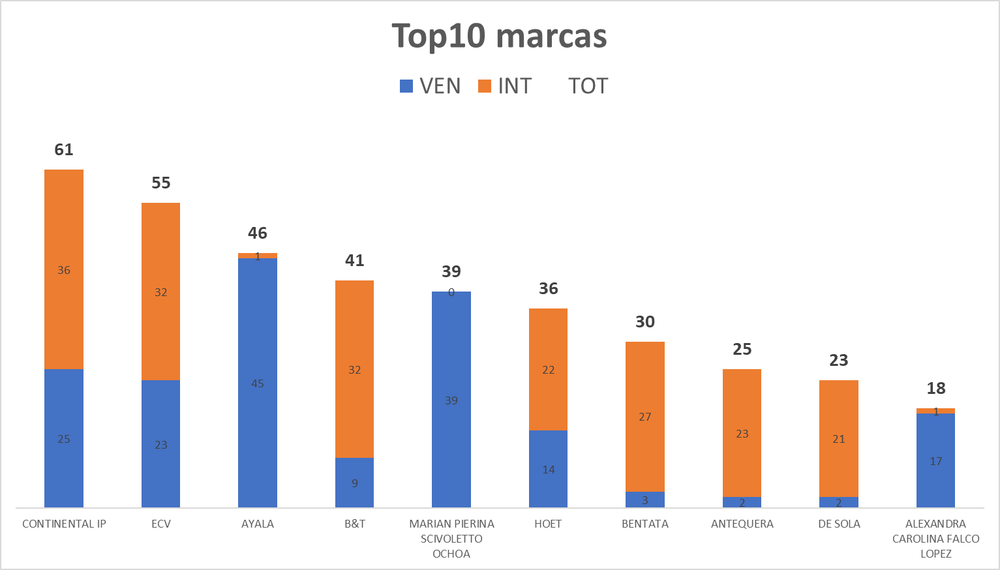 Top10 marcas
VEN INT TOT
61
55
46
41
39
36
30
25
23
18
36
32
1
32
0
22
27
23
21
1
25
23
45
9
39
14
3
2
2
17
CONTINENTAL IP
ECV
AYALA
B&T
MARIAN PIERINA
SCIVOLETTO
OCHOA
HOET
BENTATA
ANTEQUERA
DE SOLA
ALEXANDRA
CAROLINA FALCO
LOPEZ